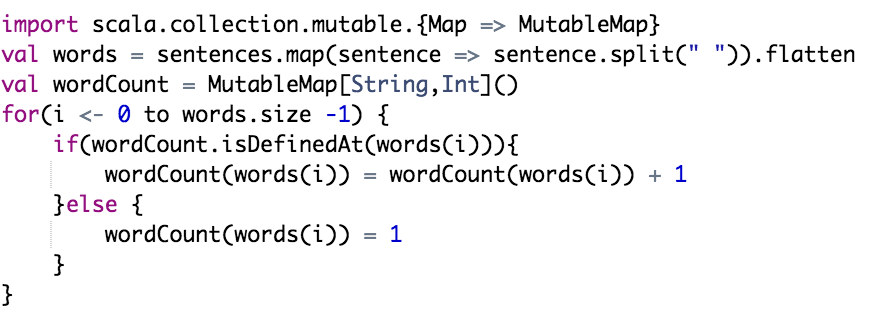 import scala.collection.mutable.{Map => MutableMap}
val words = sentences.map(sentence => sentence.split(" ")).flatten
val wordCount = MutableMap[String,Int]()
for(i <- 0 to words.size -1) {
    if(wordCount.isDefinedAt(words(i))){
        wordCount(words(i)) = wordCount(words(i)) + 1
    }else {
        wordCount(words(i)) = 1
    }
}